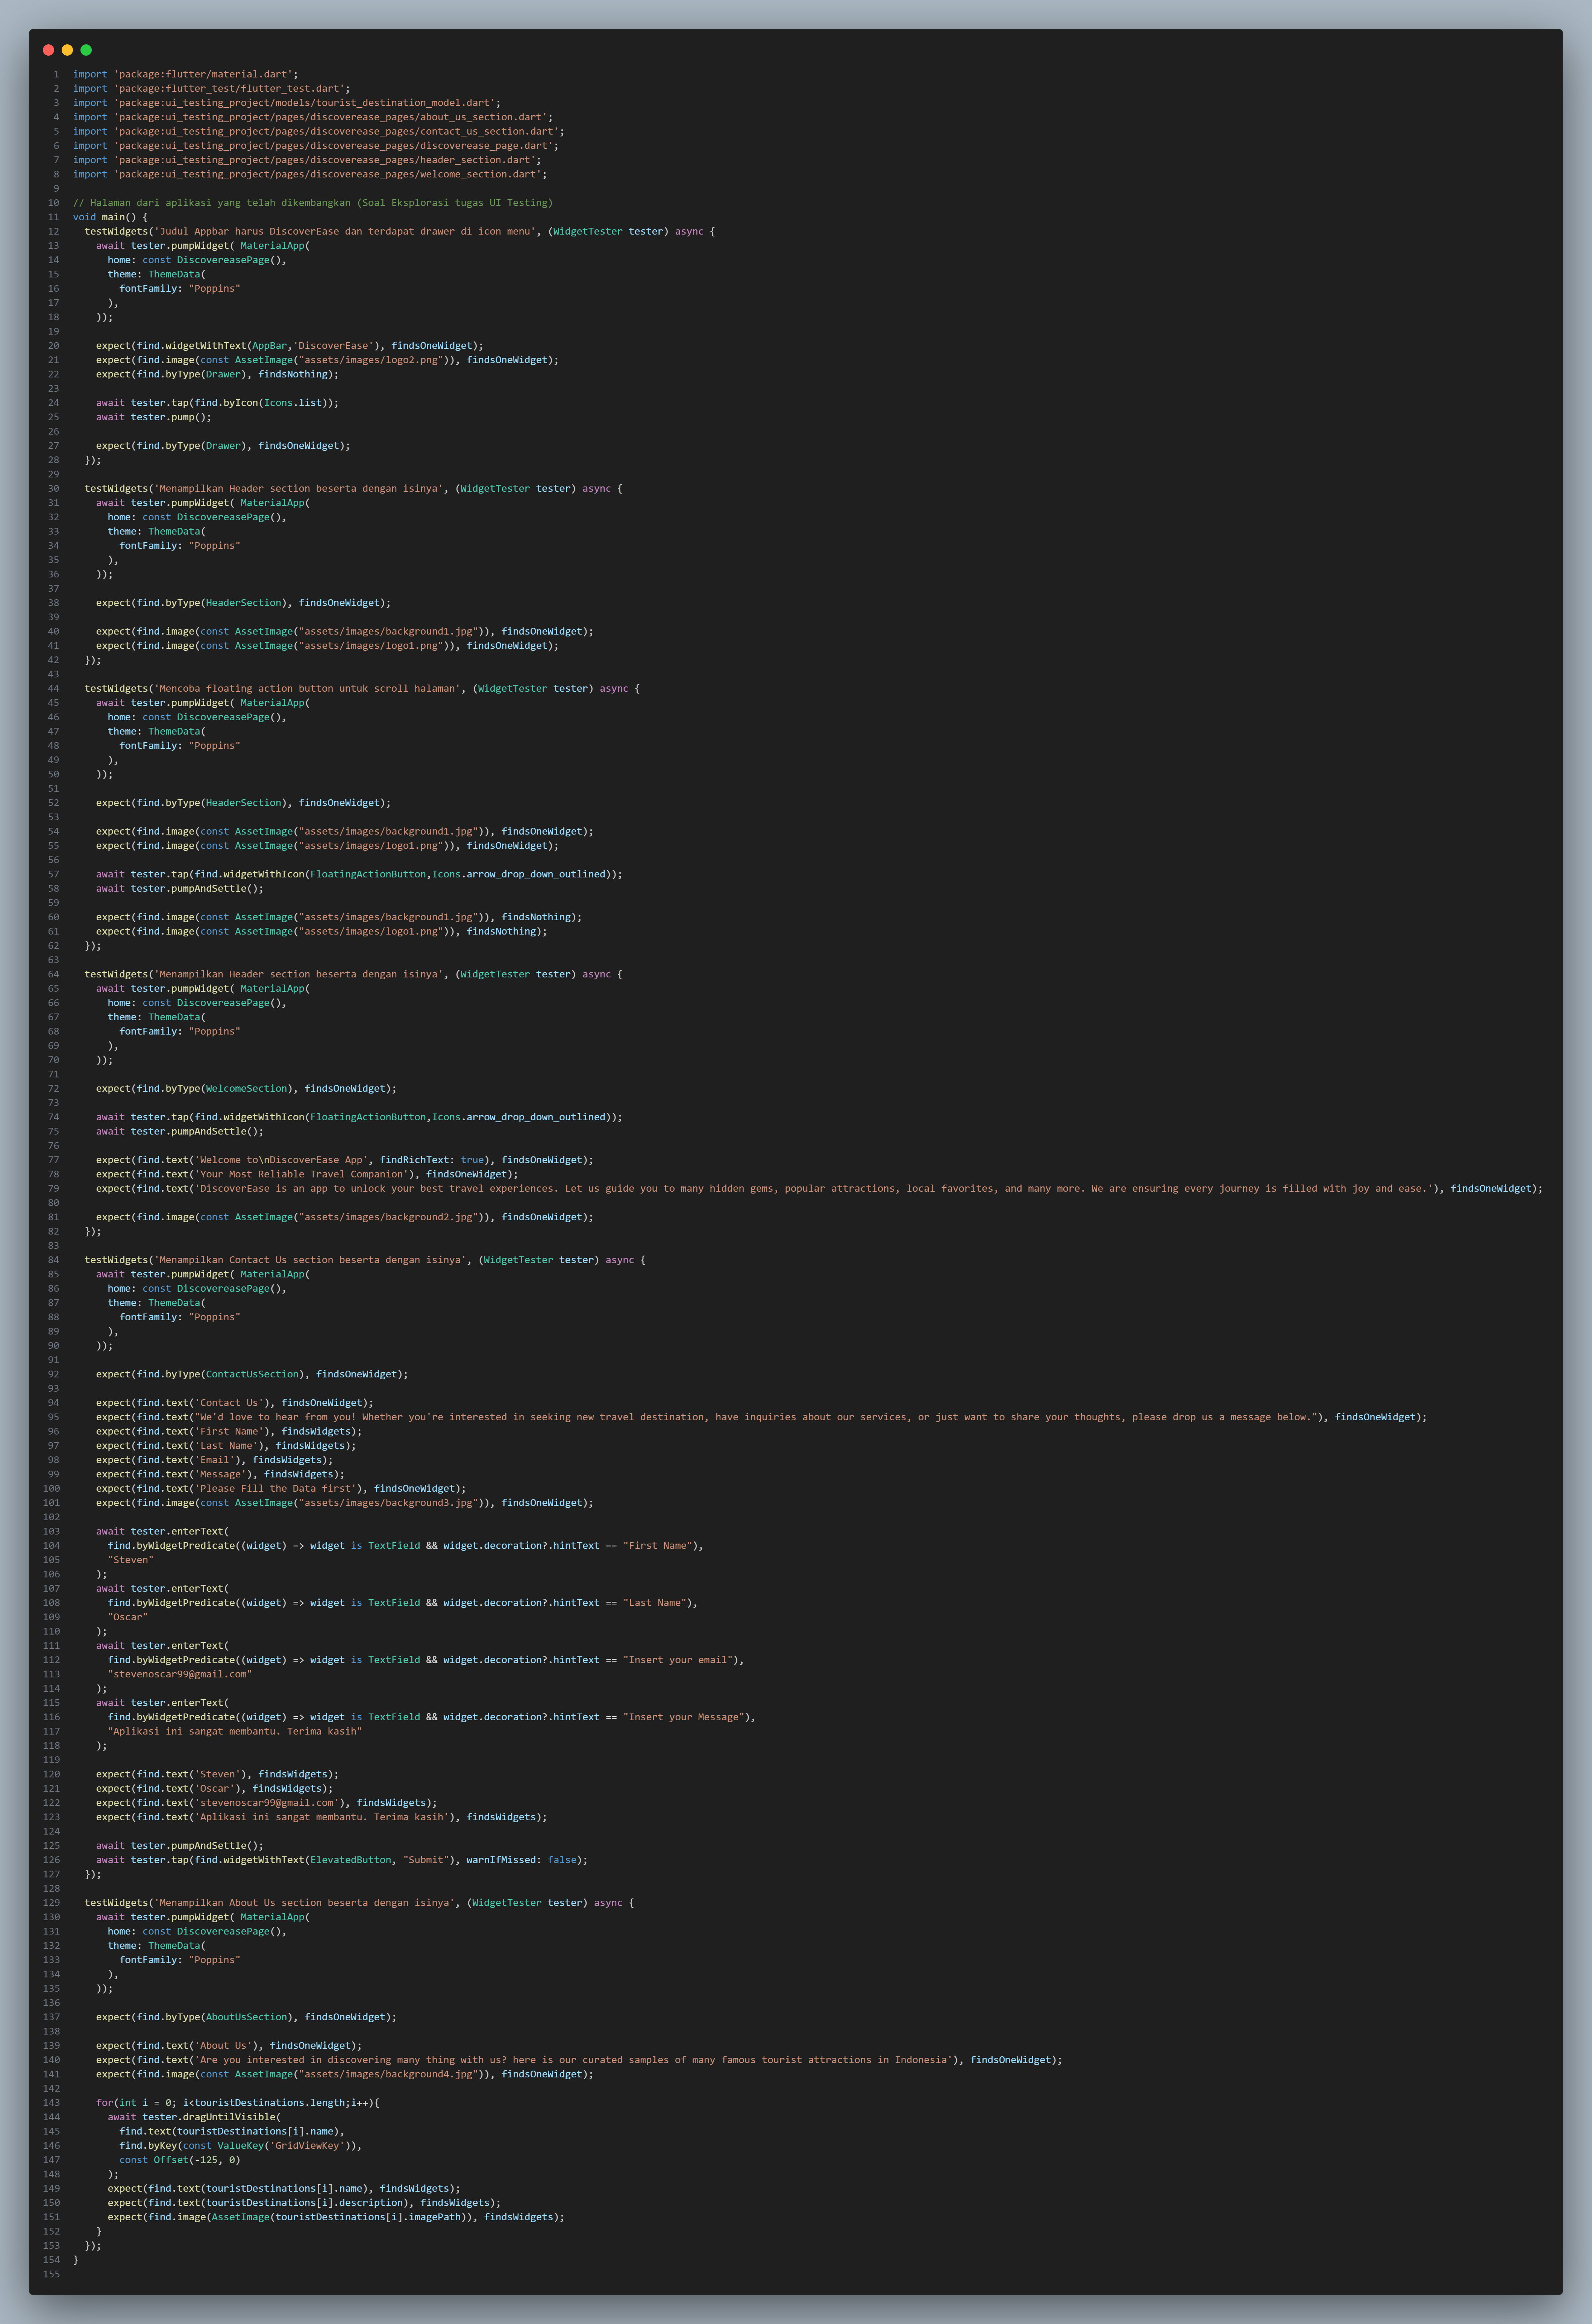 1 import 'package:flutter/material.dart';
2 import 'package:flutter_test/flutter_test.dart';
3 import 'package:ui_testing_project/models/tourist_destination_model.dart';
4 import 'package:ui_testing_project/pages/discoverease_pages/about_us_section.dart';
5 import 'package:ui_testing_project/pages/discoverease_pages/contact_us_section.dart';
6 import 'package:ui_testing_project/pages/discoverease_pages/discoverease_page.dart';
7 import 'package:ui_testing_project/pages/discoverease_pages/header_section.dart';
8 import 'package:ui_testing_project/pages/discoverease_pages/welcome_section.dart';
9
10 // Halaman dari aplikasi yang telah dikembangkan (Soal Eksplorasi tugas UI Testing)
11 void main() {
12   testWidgets('Judul Appbar harus DiscoverEase dan terdapat drawer di icon menu', (WidgetTester tester) async {
13     await tester.pumpWidget( MaterialApp(
14       home: const DiscovereasePage(),
15       theme: ThemeData(
16         fontFamily: "Poppins"
17       ),
18     ));
19
20     expect(find.widgetWithText(AppBar,'DiscoverEase'), findsOneWidget);
21     expect(find.image(const AssetImage("assets/images/logo2.png")), findsOneWidget);
22     expect(find.byType(Drawer), findsNothing);
23
24     await tester.tap(find.byIcon(Icons.list));
25     await tester.pump();
26
27     expect(find.byType(Drawer), findsOneWidget);
28   });
29
30   testWidgets('Menampilkan Header section beserta dengan isinya', (WidgetTester tester) async {
31     await tester.pumpWidget( MaterialApp(
32       home: const DiscovereasePage(),
33       theme: ThemeData(
34         fontFamily: "Poppins"
35       ),
36     ));
37
38     expect(find.byType(HeaderSection), findsOneWidget);
39
40     expect(find.image(const AssetImage("assets/images/background1.jpg")), findsOneWidget);
41     expect(find.image(const AssetImage("assets/images/logo1.png")), findsOneWidget);
42   });
43
44   testWidgets('Mencoba floating action button untuk scroll halaman', (WidgetTester tester) async {
45     await tester.pumpWidget( MaterialApp(
46       home: const DiscovereasePage(),
47       theme: ThemeData(
48         fontFamily: "Poppins"
49       ),
50     ));
51
52     expect(find.byType(HeaderSection), findsOneWidget);
53
54     expect(find.image(const AssetImage("assets/images/background1.jpg")), findsOneWidget);
55     expect(find.image(const AssetImage("assets/images/logo1.png")), findsOneWidget);
56
57     await tester.tap(find.widgetWithIcon(FloatingActionButton,Icons.arrow_drop_down_outlined));
58     await tester.pumpAndSettle();
59
60     expect(find.image(const AssetImage("assets/images/background1.jpg")), findsNothing);
61     expect(find.image(const AssetImage("assets/images/logo1.png")), findsNothing);
62   });
63
64   testWidgets('Menampilkan Header section beserta dengan isinya', (WidgetTester tester) async {
65     await tester.pumpWidget( MaterialApp(
66       home: const DiscovereasePage(),
67       theme: ThemeData(
68         fontFamily: "Poppins"
69       ),
70     ));
71
72     expect(find.byType(WelcomeSection), findsOneWidget);
73
74     await tester.tap(find.widgetWithIcon(FloatingActionButton,Icons.arrow_drop_down_outlined));
75     await tester.pumpAndSettle();
76
77     expect(find.text('Welcome to\nDiscoverEase App', findRichText: true), findsOneWidget);
78     expect(find.text('Your Most Reliable Travel Companion'), findsOneWidget);
79     expect(find.text('DiscoverEase is an app to unlock your best travel experiences. Let us guide you to many hidden gems, popular attractions, local favorites, and many more. We are ensuring every journey is filled with joy and ease.'), findsOneWidget);
80
81     expect(find.image(const AssetImage("assets/images/background2.jpg")), findsOneWidget);
82   });
83
84   testWidgets('Menampilkan Contact Us section beserta dengan isinya', (WidgetTester tester) async {
85     await tester.pumpWidget( MaterialApp(
86       home: const DiscovereasePage(),
87       theme: ThemeData(
88         fontFamily: "Poppins"
89       ),
90     ));
91
92     expect(find.byType(ContactUsSection), findsOneWidget);
93
94     expect(find.text('Contact Us'), findsOneWidget);
95     expect(find.text("We'd love to hear from you! Whether you're interested in seeking new travel destination, have inquiries about our services, or just want to share your thoughts, please drop us a message below."), findsOneWidget);
96     expect(find.text('First Name'), findsWidgets);
97     expect(find.text('Last Name'), findsWidgets);
98     expect(find.text('Email'), findsWidgets);
99     expect(find.text('Message'), findsWidgets);
100     expect(find.text('Please Fill the Data first'), findsOneWidget);
101     expect(find.image(const AssetImage("assets/images/background3.jpg")), findsOneWidget);
102
103     await tester.enterText(
104       find.byWidgetPredicate((widget) => widget is TextField && widget.decoration?.hintText == "First Name"),
105       "Steven"
106     );
107     await tester.enterText(
108       find.byWidgetPredicate((widget) => widget is TextField && widget.decoration?.hintText == "Last Name"),
109       "Oscar"
110     );
111     await tester.enterText(
112       find.byWidgetPredicate((widget) => widget is TextField && widget.decoration?.hintText == "Insert your email"),
113       "stevenoscar99@gmail.com"
114     );
115     await tester.enterText(
116       find.byWidgetPredicate((widget) => widget is TextField && widget.decoration?.hintText == "Insert your Message"),
117       "Aplikasi ini sangat membantu. Terima kasih"
118     );
119
120     expect(find.text('Steven'), findsWidgets);
121     expect(find.text('Oscar'), findsWidgets);
122     expect(find.text('stevenoscar99@gmail.com'), findsWidgets);
123     expect(find.text('Aplikasi ini sangat membantu. Terima kasih'), findsWidgets);
124
125     await tester.pumpAndSettle();
126     await tester.tap(find.widgetWithText(ElevatedButton, "Submit"), warnIfMissed: false);
127   });
128
129   testWidgets('Menampilkan About Us section beserta dengan isinya', (WidgetTester tester) async {
130     await tester.pumpWidget( MaterialApp(
131       home: const DiscovereasePage(),
132       theme: ThemeData(
133         fontFamily: "Poppins"
134       ),
135     ));
136
137     expect(find.byType(AboutUsSection), findsOneWidget);
138
139     expect(find.text('About Us'), findsOneWidget);
140     expect(find.text('Are you interested in discovering many thing with us? here is our curated samples of many famous tourist attractions in Indonesia'), findsOneWidget);
141     expect(find.image(const AssetImage("assets/images/background4.jpg")), findsOneWidget);
142
143     for(int i = 0; i<touristDestinations.length;i++){
144       await tester.dragUntilVisible(
145         find.text(touristDestinations[i].name),
146         find.byKey(const ValueKey('GridViewKey')),
147         const Offset(-125, 0)
148       );
149       expect(find.text(touristDestinations[i].name), findsWidgets);
150       expect(find.text(touristDestinations[i].description), findsWidgets);
151       expect(find.image(AssetImage(touristDestinations[i].imagePath)), findsWidgets);
152     }
153   });
154 }
155